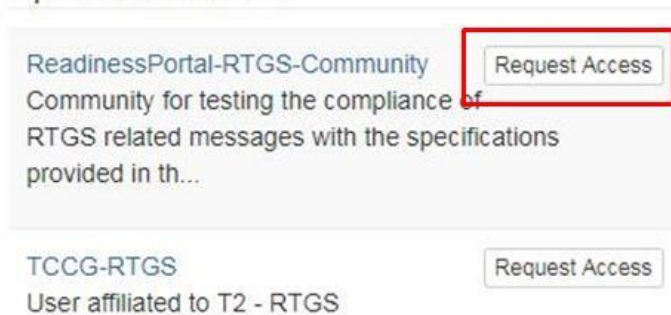 ReadinessPortal-RTGS-Community Request Access
Community for testing the compliance of
RTGS related messages with the specifications
provided in th...
TCCG-RTGS Request Access
User affiliated to T2 - RTGS